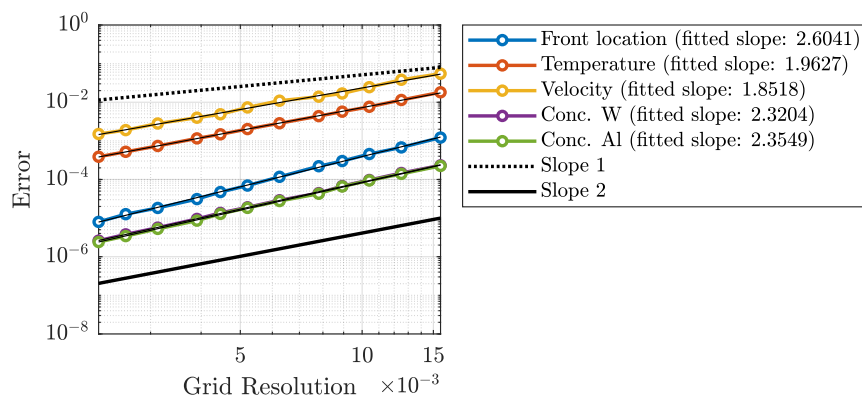 10^0
10^-2
10^-4
10^-6
10^-8
Error
5
10
15
Grid Resolution
×10^-3
Front location (fitted slope: 2.6041)
Temperature (fitted slope: 1.9627)
Velocity (fitted slope: 1.8518)
Conc. W (fitted slope: 2.3204)
Conc. Al (fitted slope: 2.3549)
Slope 1
Slope 2